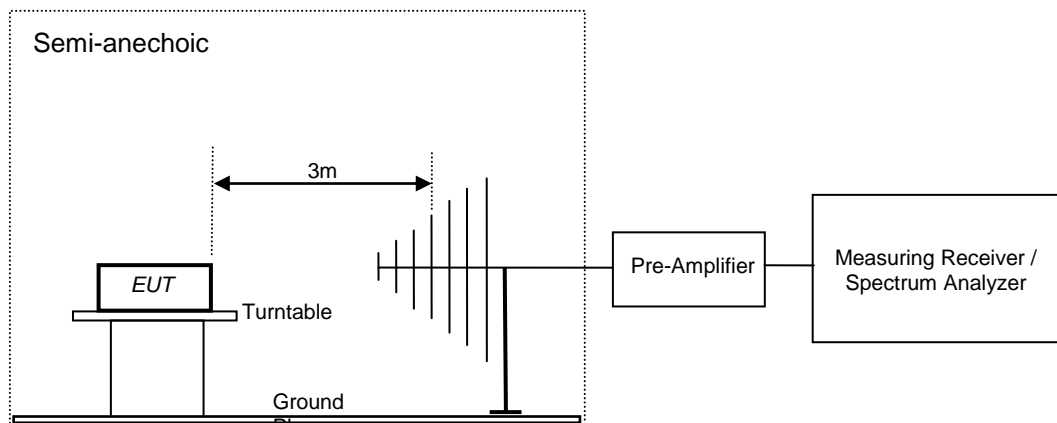 Semi-anechoic
3m
EUT
Turntable
Ground
Pre-Amplifier
Measuring Receiver /
Spectrum Analyzer